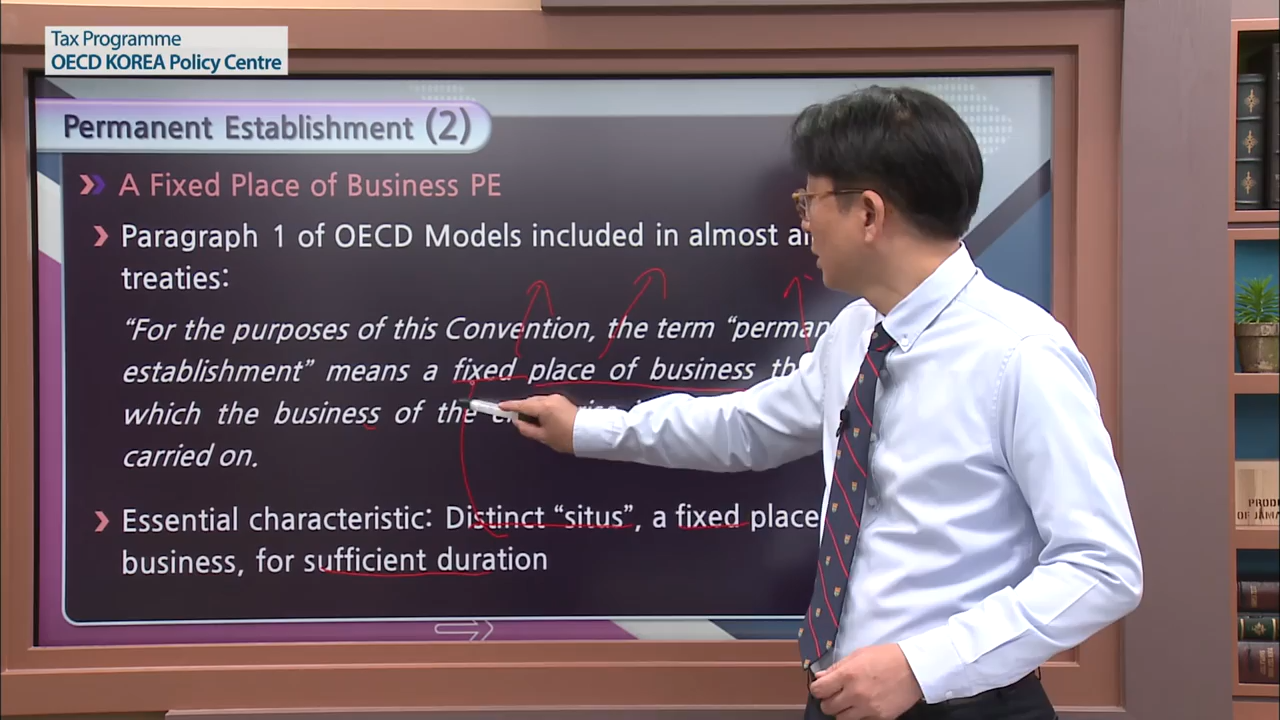 Tax Programme
OECD KOREA Policy Centre
Permanent Establishment (2)
A Fixed Place of Business PE
Paragraph 1 of OECD Models included in almost
treaties:
“For the purposes of this Convention, the term “perman
establishment” means a fixed place of business
which the business of the
carried on.
Essential characteristic: Distinct “situs”, a fixed place
business, for sufficient duration
OF JAMA